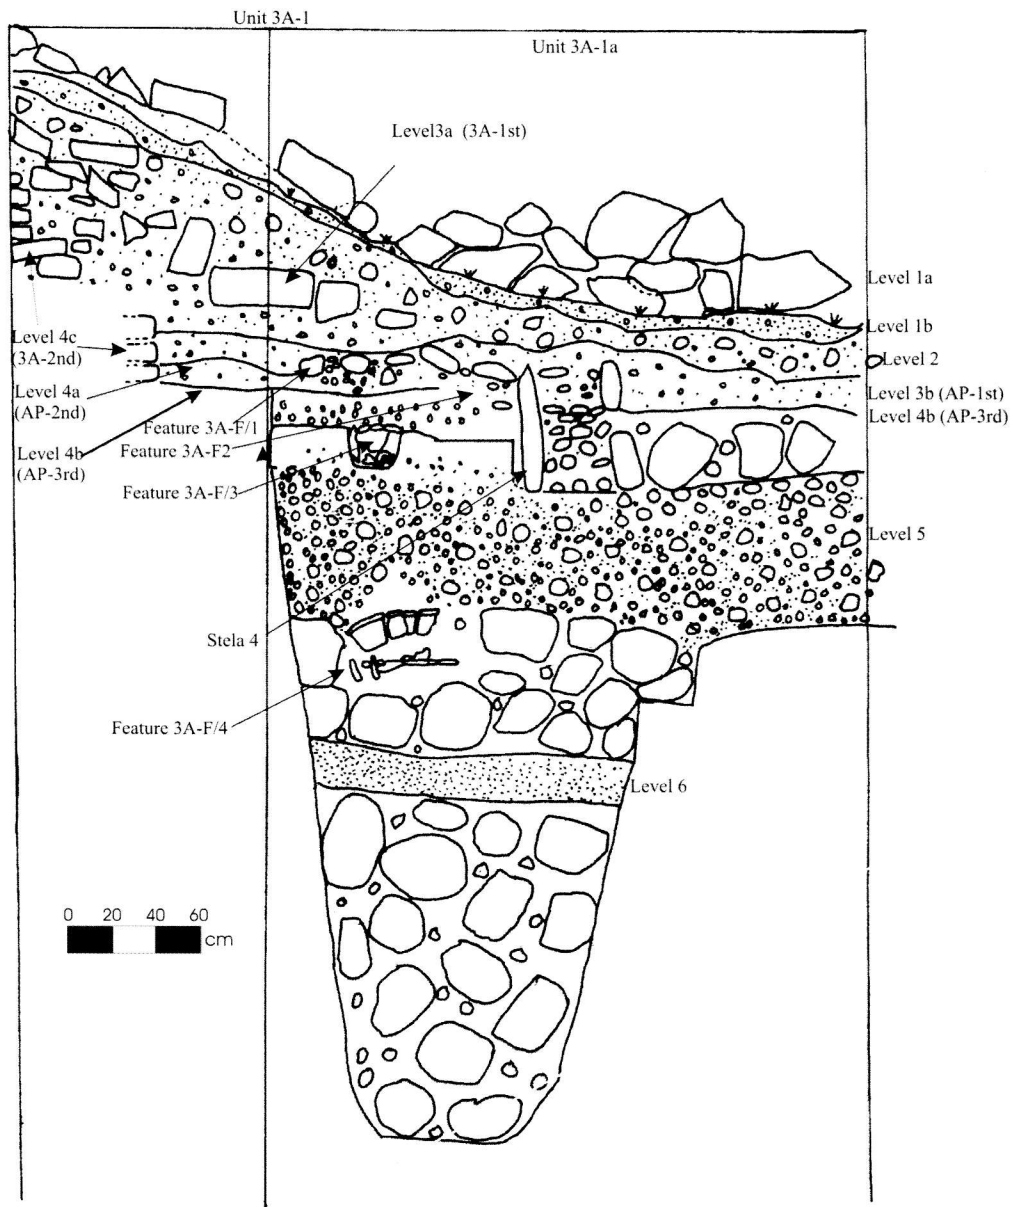 Unit 3A-1
Unit 3A-1a
Level3a (3A-1st)
Level 1a
Level 1b
Level 2
Level 3b (AP-1st)
Level 4b (AP-3rd)
Level 4c
(3A-2nd)
Level 4a
(AP-2nd)
Level 4b
(AP-3rd)
Feature 3A-F/1
Feature 3A-F2
Feature 3A-F/3
Level 5
Stela 4
Feature 3A-F/4
Level 6
0 20 40 60
cm